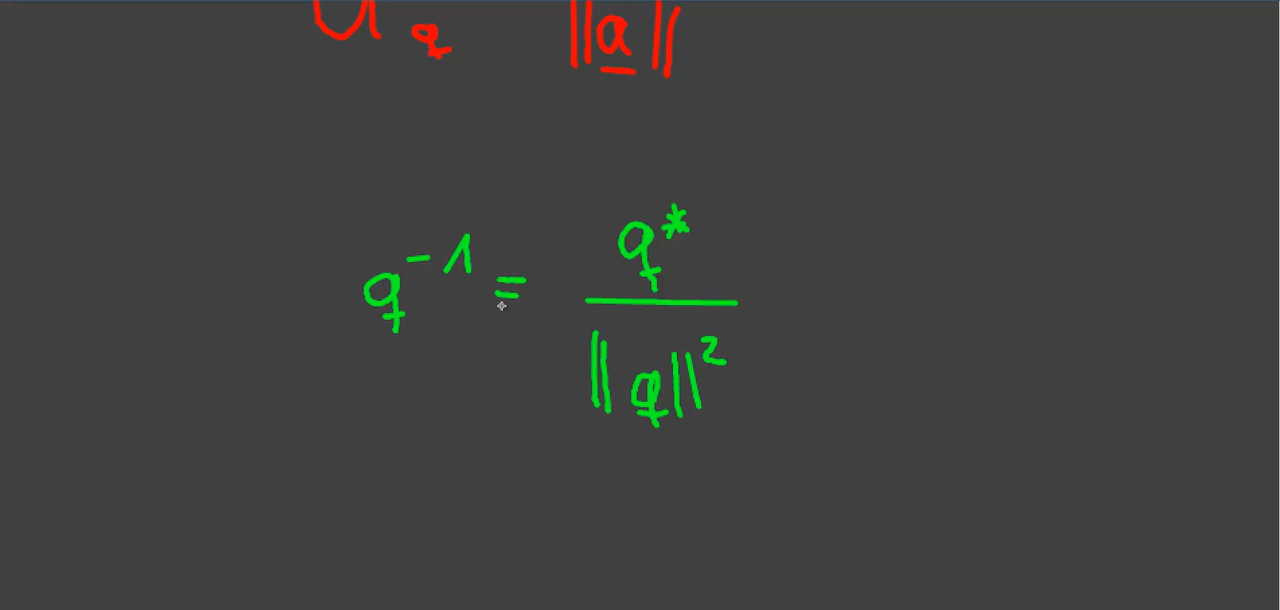 U q ||a||
q⁻¹ = q* / ||q||²